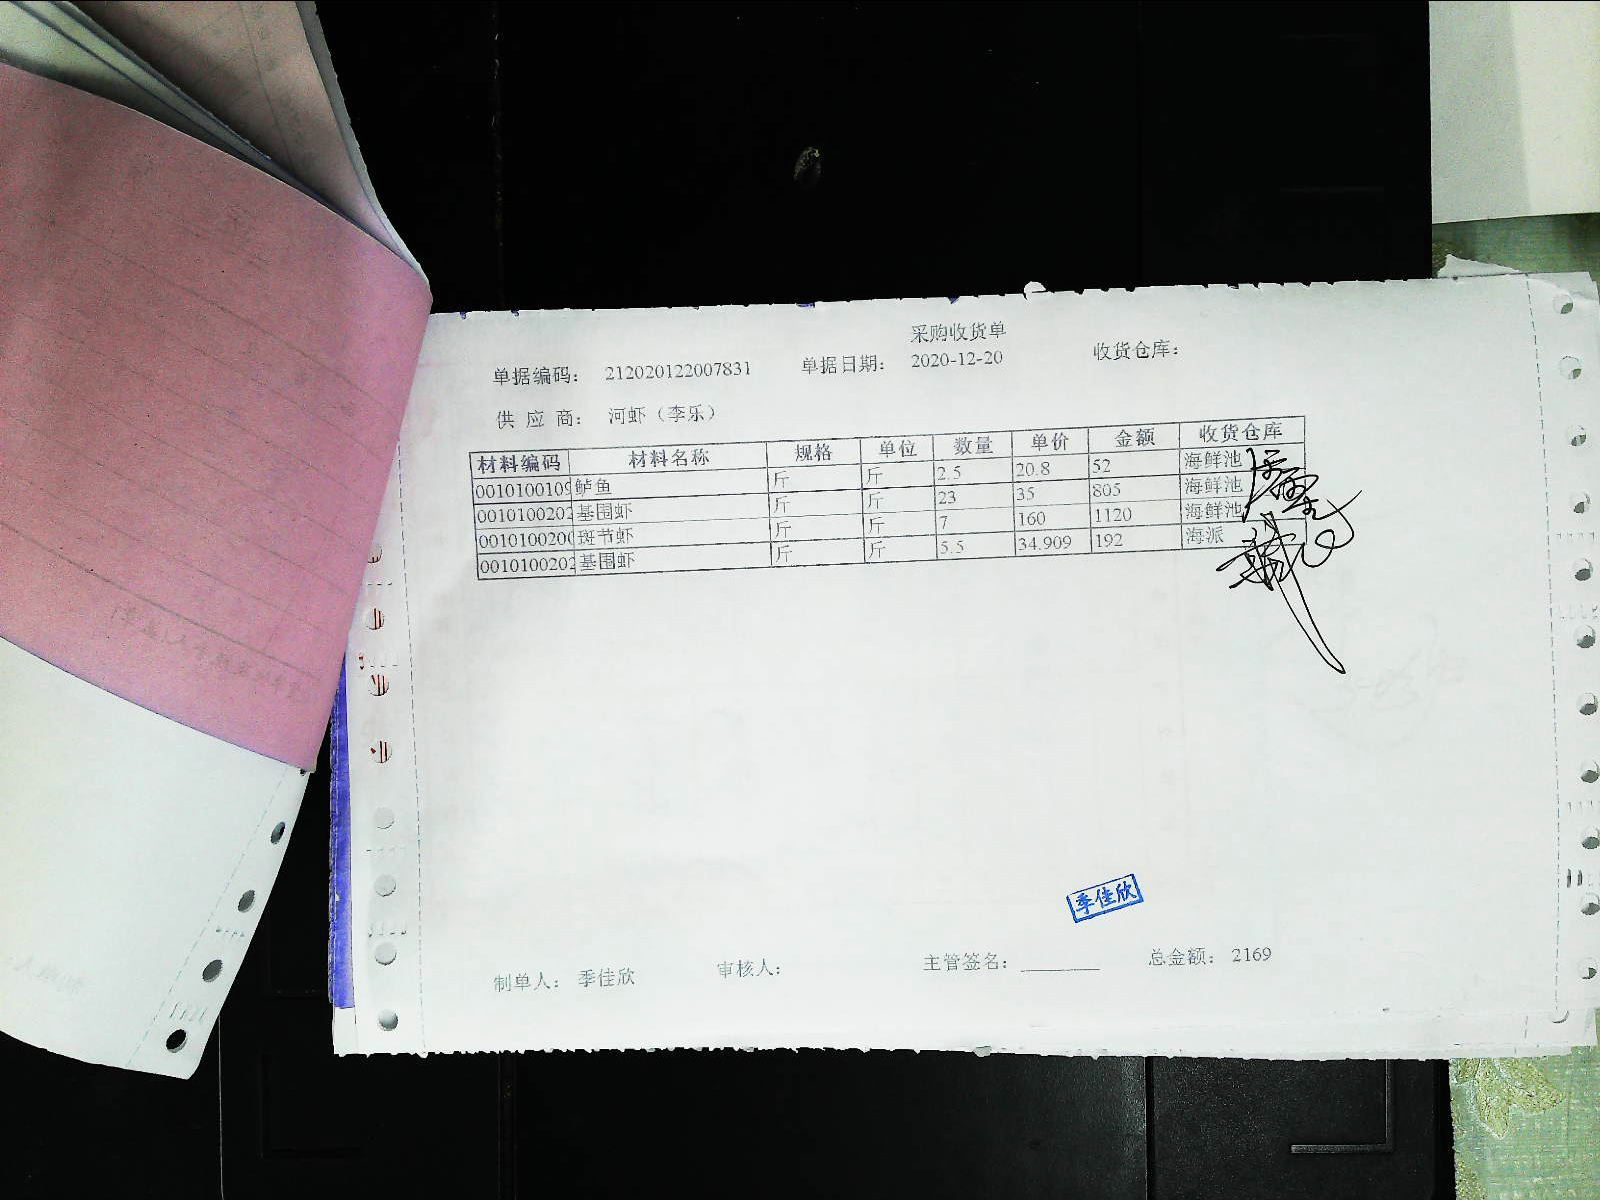 采购收货单
单据编码： 212020122007831 单据日期： 2020-12-20 收货仓库：
供 应 商： 河虾（李乐）
材料编码 材料名称 规格 单位 数量 单价 金额 收货仓库
0010100109 鲈鱼 斤 斤 2.5 20.8 52 海鲜池
0010100202 基围虾 斤 斤 23 35 805 海鲜池
0010100200 斑节虾 斤 斤 7 160 1120 海鲜池
0010100202 基围虾 斤 斤 5.5 34.909 192 海派
季佳欣
制单人： 季佳欣 审核人： 主管签名： 总金额： 2169